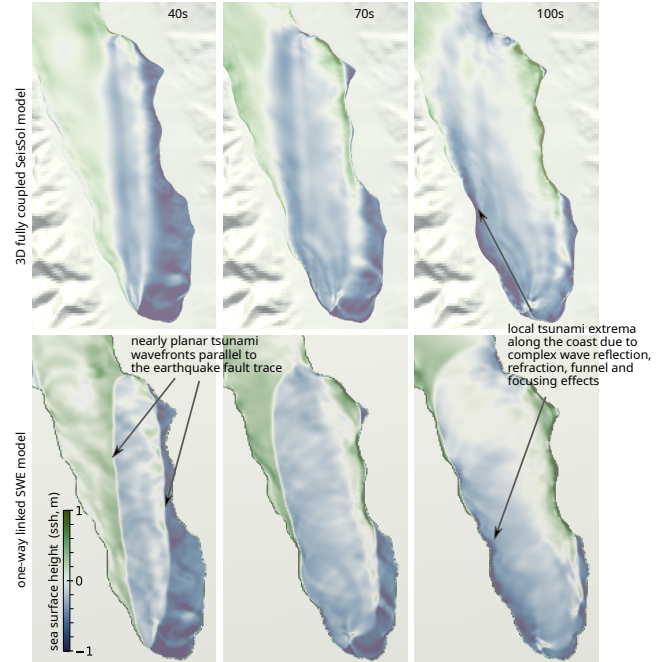 40s
70s
100s
3D fully coupled SeisSol model
local tsunami extrema
along the coast due to
complex wave reflection,
refraction, funnel and
focusing effects
nearly planar tsunami
wavefronts parallel to
the earthquake fault trace
one-way linked SWE model
sea surface height (ssh, m)
1
0
−1